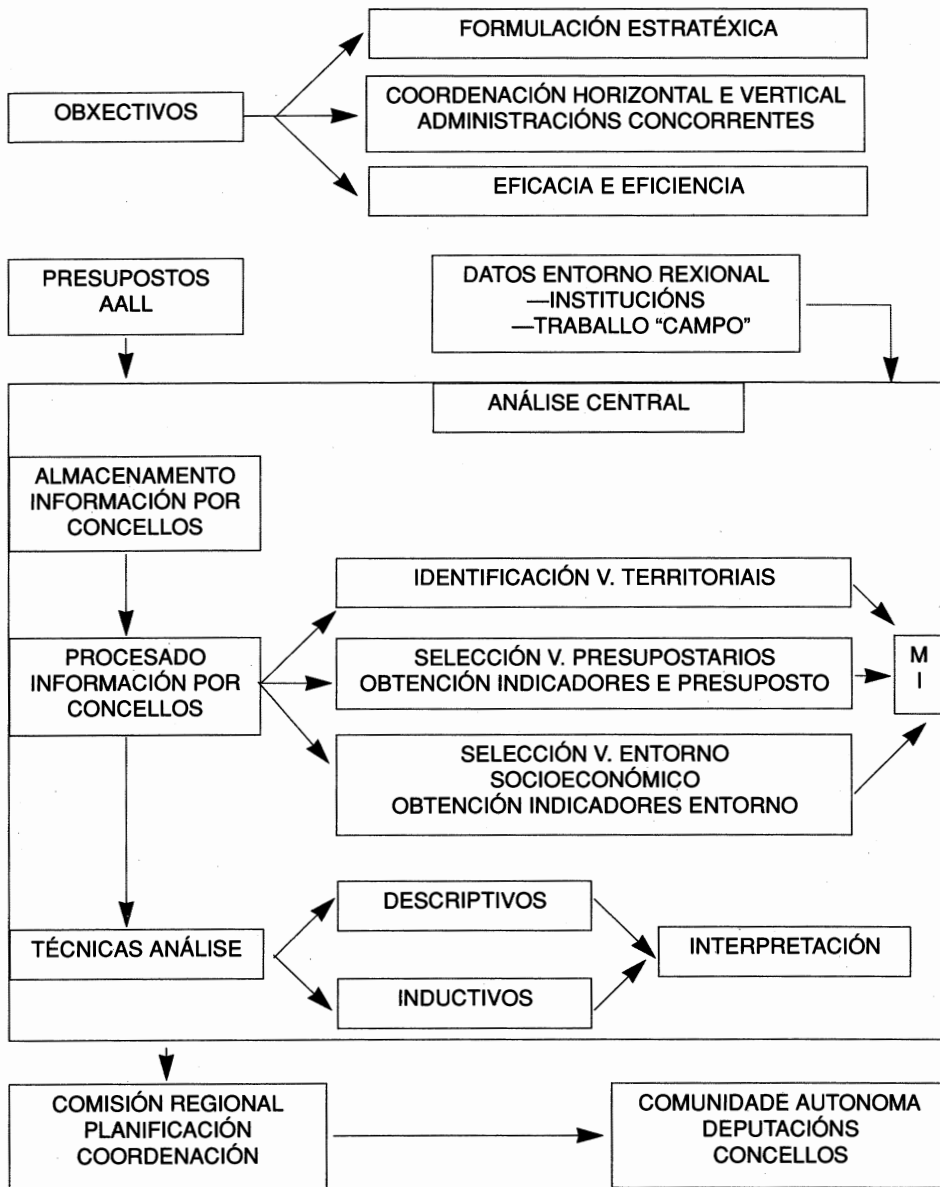 FORMULACIÓN ESTRATÉXICA
OBXECTIVOS
COORDENACIÓN HORIZONTAL E VERTICAL
ADMINISTRACIÓNS CONCORRENTES
EFICACIA E EFICIENCIA
PRESUPOSTOS
AALL
DATOS ENTORNO REXIONAL
—INSTITUCIÓNS
—TRABALLO “CAMPO”
ANÁLISE CENTRAL
ALMACENAMENTO
INFORMACIÓN POR
CONCELLOS
IDENTIFICACIÓN V. TERRITORIAIS
PROCESADO
INFORMACIÓN POR
CONCELLOS
SELECCIÓN V. PRESUPOSTARIOS
OBTENCIÓN INDICADORES E PRESUPOSTO
M
I
SELECCIÓN V. ENTORNO
SOCIOECONÓMICO
OBTENCIÓN INDICADORES ENTORNO
TÉCNICAS ANÁLISE
DESCRIPTIVOS
INDUCTIVOS
INTERPRETACIÓN
COMISIÓN REGIONAL
PLANIFICACIÓN
COORDENACIÓN
COMUNIDADE AUTONOMA
DEPUTACIÓNS
CONCELLOS